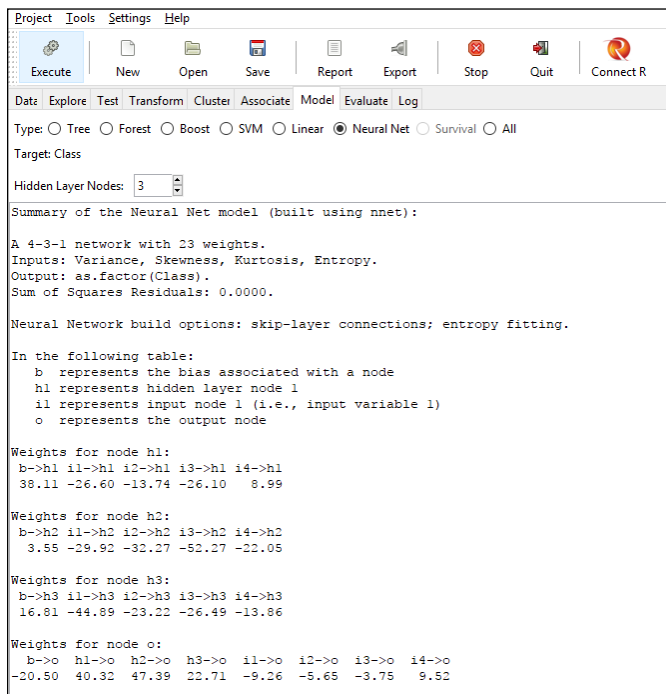 Project Tools Settings Help
Execute New Open Save Report Export Stop Quit Connect R
Data Explore Test Transform Cluster Associate Model Evaluate Log
Type: Tree Forest Boost SVM Linear Neural Net Survival All
Target: Class
Hidden Layer Nodes: 3
Summary of the Neural Net model (built using nnet):
A 4-3-1 network with 23 weights.
Inputs: Variance, Skewness, Kurtosis, Entropy.
Output: as.factor(Class).
Sum of Squares Residuals: 0.0000.
Neural Network build options: skip-layer connections; entropy fitting.
In the following table:
b represents the bias associated with a node
h1 represents hidden layer node 1
i1 represents input node 1 (i.e., input variable 1)
o represents the output node
Weights for node h1:
b->h1 i1->h1 i2->h1 i3->h1 i4->h1
38.11 -26.60 -13.74 -26.10 8.99
Weights for node h2:
b->h2 i1->h2 i2->h2 i3->h2 i4->h2
3.55 -29.92 -32.27 -52.27 -22.05
Weights for node h3:
b->h3 i1->h3 i2->h3 i3->h3 i4->h3
16.81 -44.89 -23.22 -26.49 -13.86
Weights for node o:
b->o h1->o h2->o h3->o i1->o i2->o i3->o i4->o
-20.50 40.32 47.39 22.71 -9.26 -5.65 -3.75 9.52